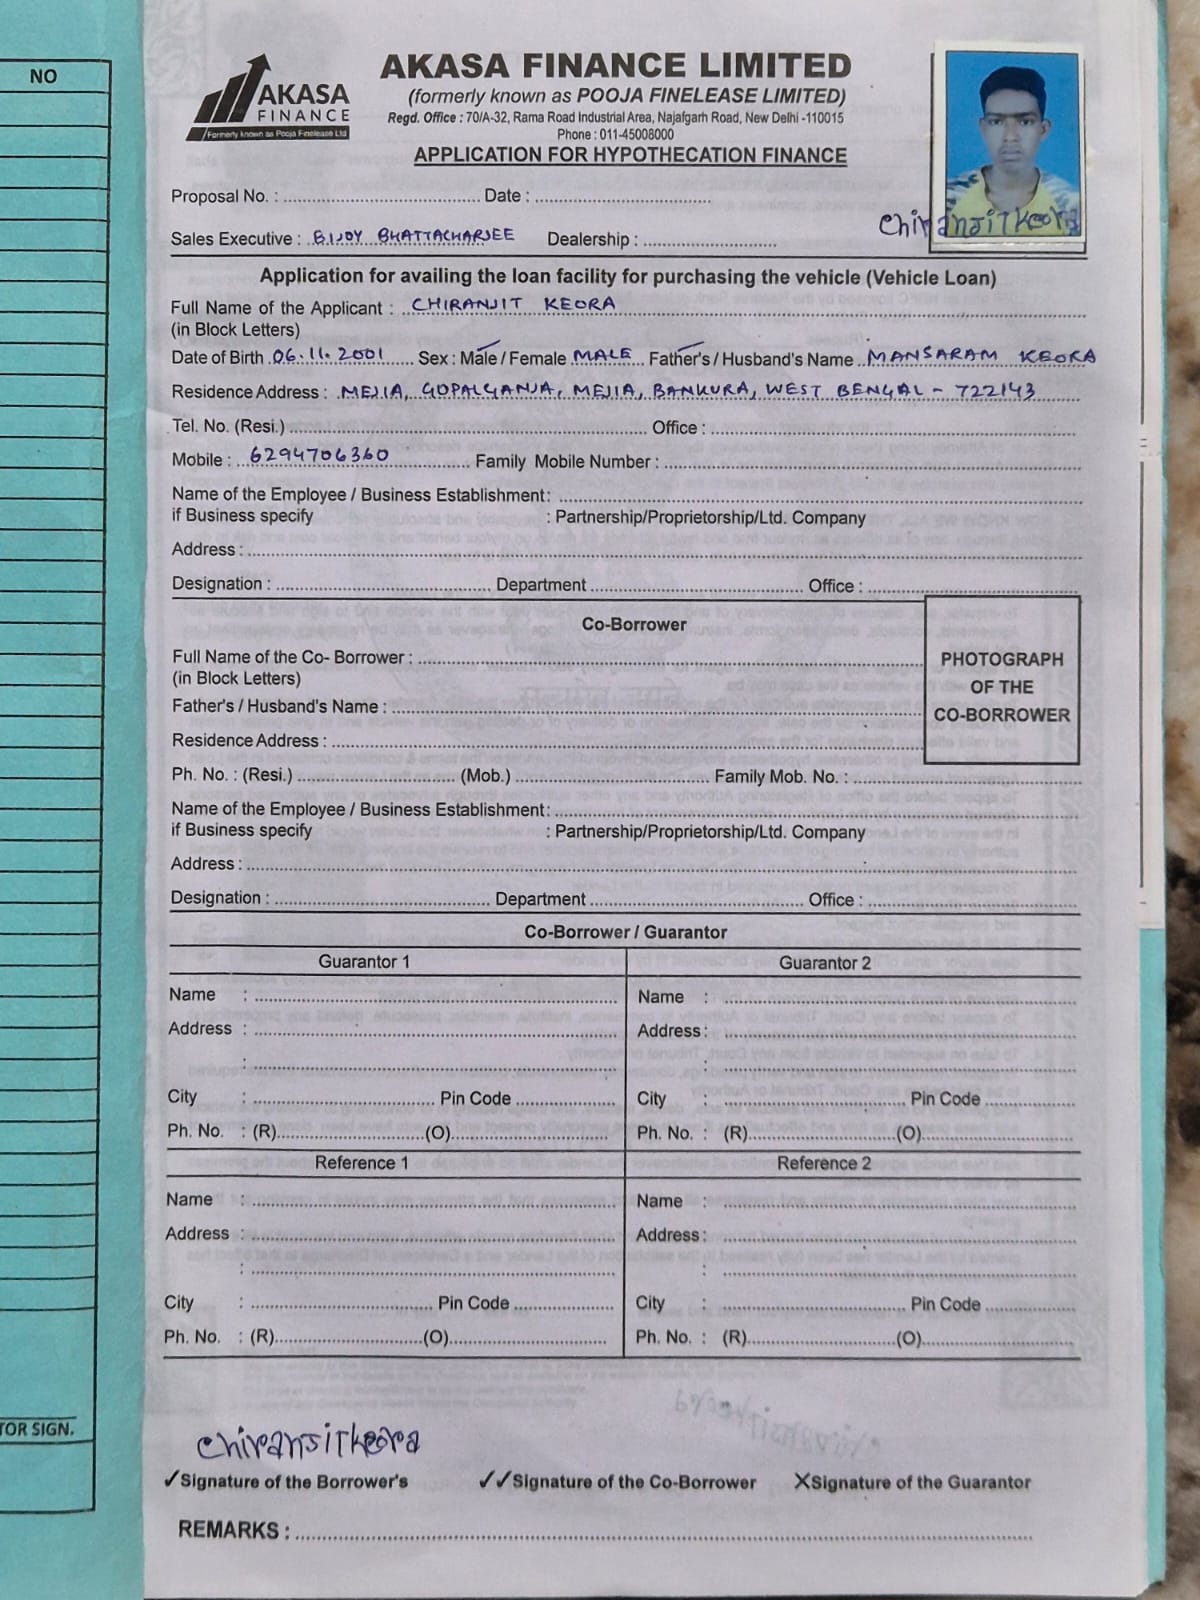 NO
AKASA
FINANCE
Formerly known as Pooja Finelease Ltd
AKASA FINANCE LIMITED
(formerly known as POOJA FINELEASE LIMITED)
Regd. Office : 70/A-32, Rama Road Industrial Area, Najafgarh Road, New Delhi -110015
Phone : 011-45008000
APPLICATION FOR HYPOTHECATION FINANCE
Proposal No. : Date :
Chiransitkeora
Sales Executive : BIJOY BHATTACHARJEE Dealership :
Application for availing the loan facility for purchasing the vehicle (Vehicle Loan)
Full Name of the Applicant : CHIRANJIT KEORA
(in Block Letters)
Date of Birth 06.11.2001 Sex : Male / Female MALE Father's / Husband's Name MANSARAM KEORA
Residence Address : MEJIA, GOPALGANJA, MEJIA, BANKURA, WEST BENGAL - 722143
Tel. No. (Resi.) Office :
Mobile : 6294706360 Family Mobile Number :
Name of the Employee / Business Establishment:
if Business specify : Partnership/Proprietorship/Ltd. Company
Address :
Designation : Department Office :
Co-Borrower
Full Name of the Co- Borrower :
(in Block Letters)
Father's / Husband's Name :
Residence Address :
PHOTOGRAPH
OF THE
CO-BORROWER
Ph. No. : (Resi.) (Mob.) Family Mob. No. :
Name of the Employee / Business Establishment:
if Business specify : Partnership/Proprietorship/Ltd. Company
Address :
Designation : Department Office :
Co-Borrower / Guarantor
Guarantor 1 Guarantor 2
Name : Name :
Address : Address :
: :
City : Pin Code City : Pin Code
Ph. No. : (R) (O) Ph. No. : (R) (O)
Reference 1 Reference 2
Name : Name :
Address : Address :
: :
City : Pin Code City : Pin Code
Ph. No. : (R) (O) Ph. No. : (R) (O)
TOR SIGN.
Chiransitkeora
✓Signature of the Borrower's ✓✓Signature of the Co-Borrower XSignature of the Guarantor
REMARKS :